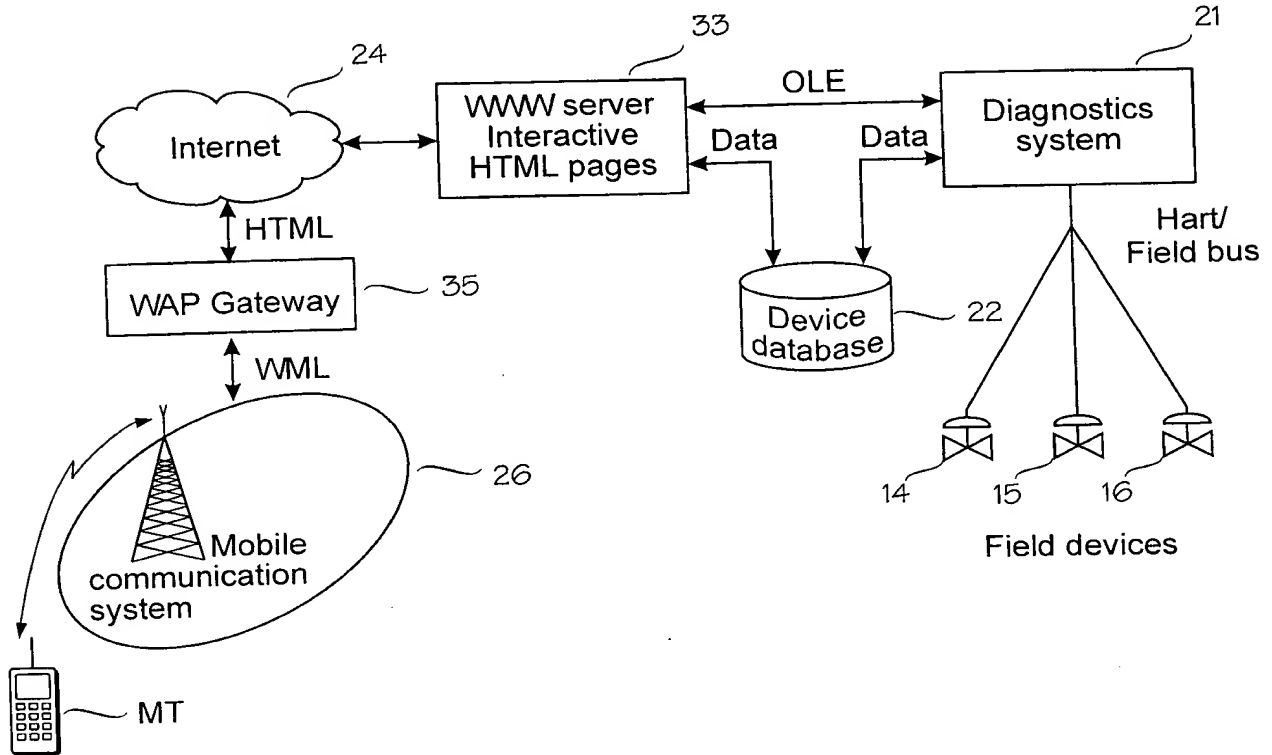 24
33
21
Internet
WWW server
Interactive
HTML pages
OLE
Data
Data
Diagnostics
system
HTML
WAP Gateway
35
Hart/
Field bus
Device
database
22
WML
26
Mobile
communication
system
14
15
16
Field devices
MT